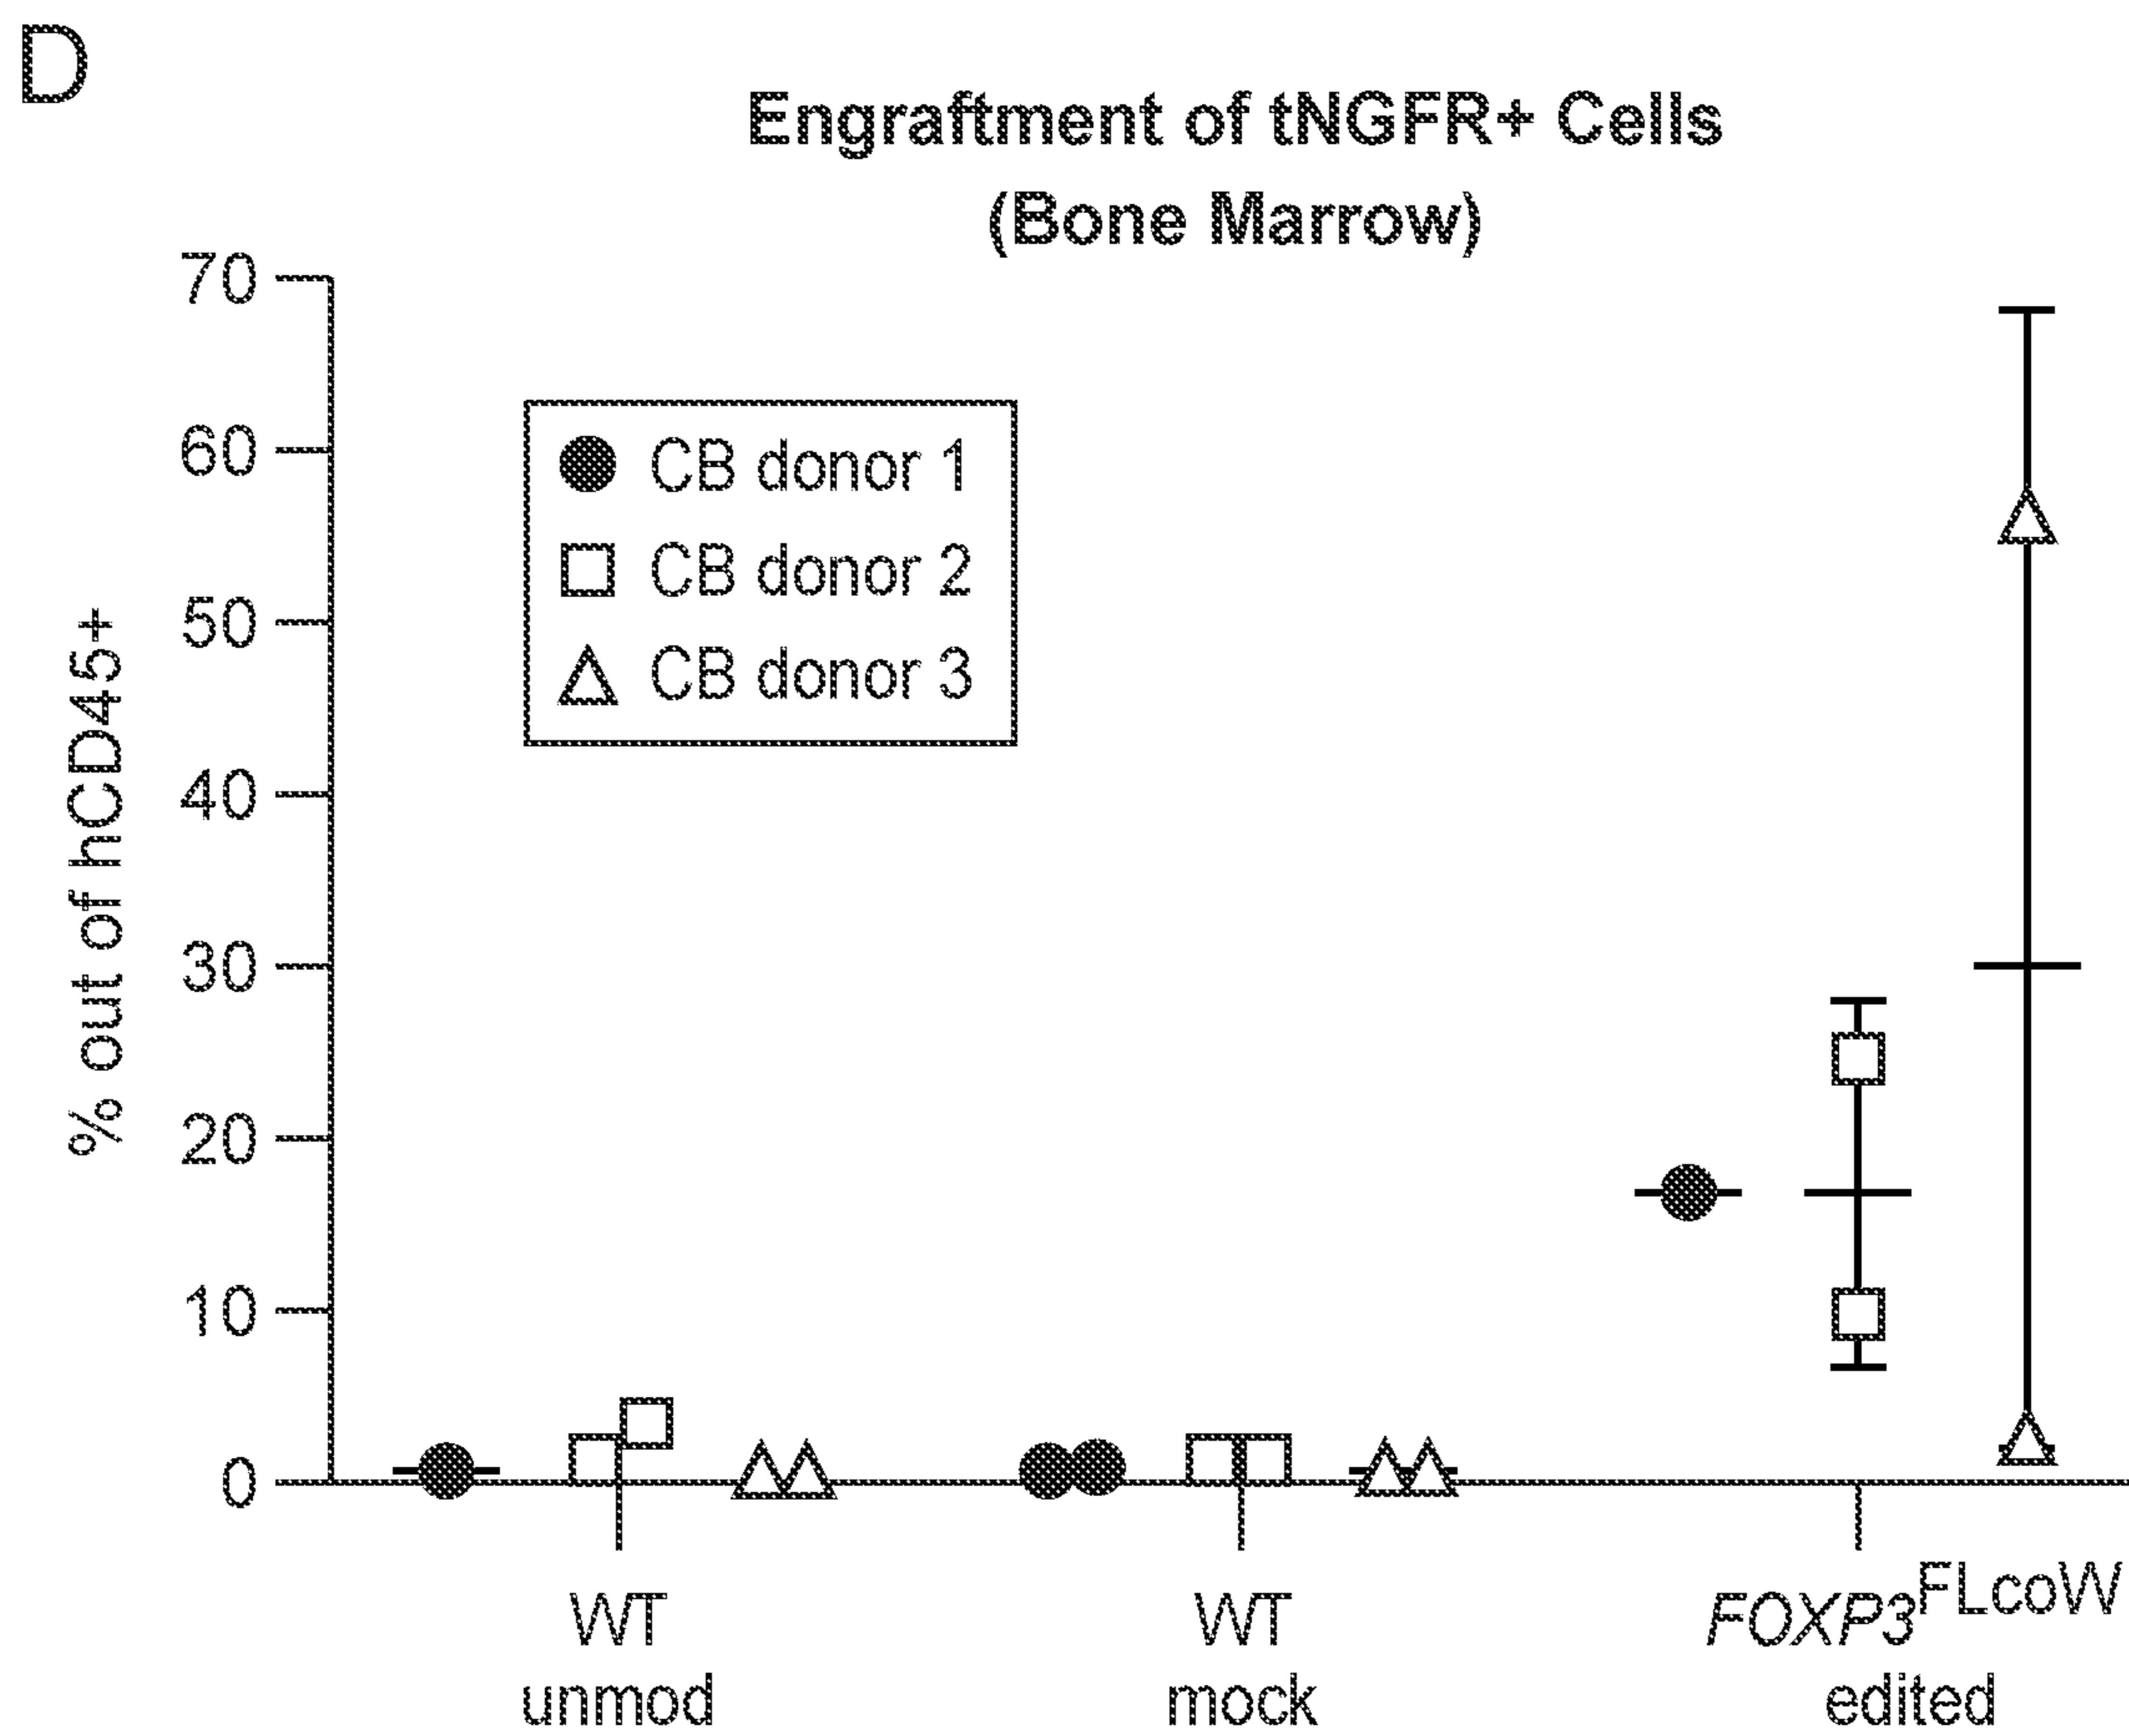 D
Engraftment of tNGFR+ Cells
(Bone Marrow)
% out of hCD45+
70
60
50
40
30
20
10
0
CB donor 1
CB donor 2
CB donor 3
WT
unmod
WT
mock
FOXP3FLcoW
edited